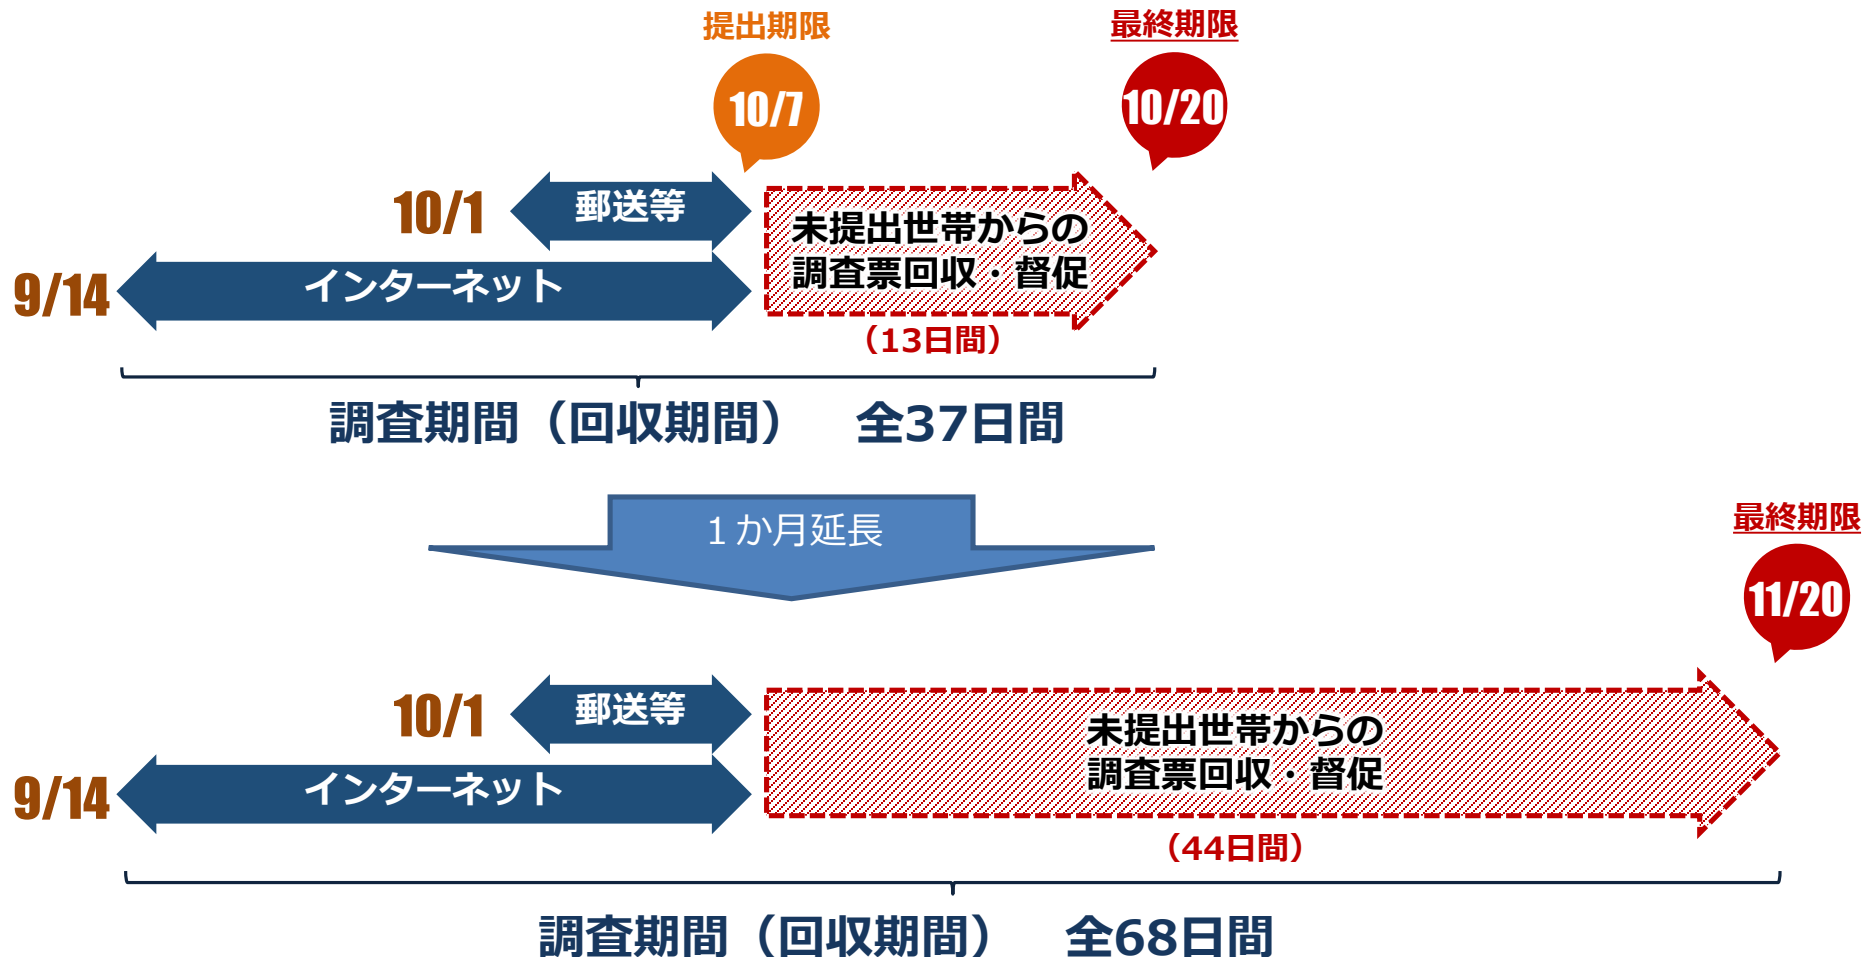 提出期限
最終期限
10/7
10/20
10/1
郵送等
未提出世帯からの
調査票回収・督促
9/14
インターネット
（13日間）
調査期間（回収期間）　全37日間
１か月延長
最終期限
11/20
10/1
郵送等
未提出世帯からの
調査票回収・督促
9/14
インターネット
（44日間）
調査期間（回収期間）　全68日間